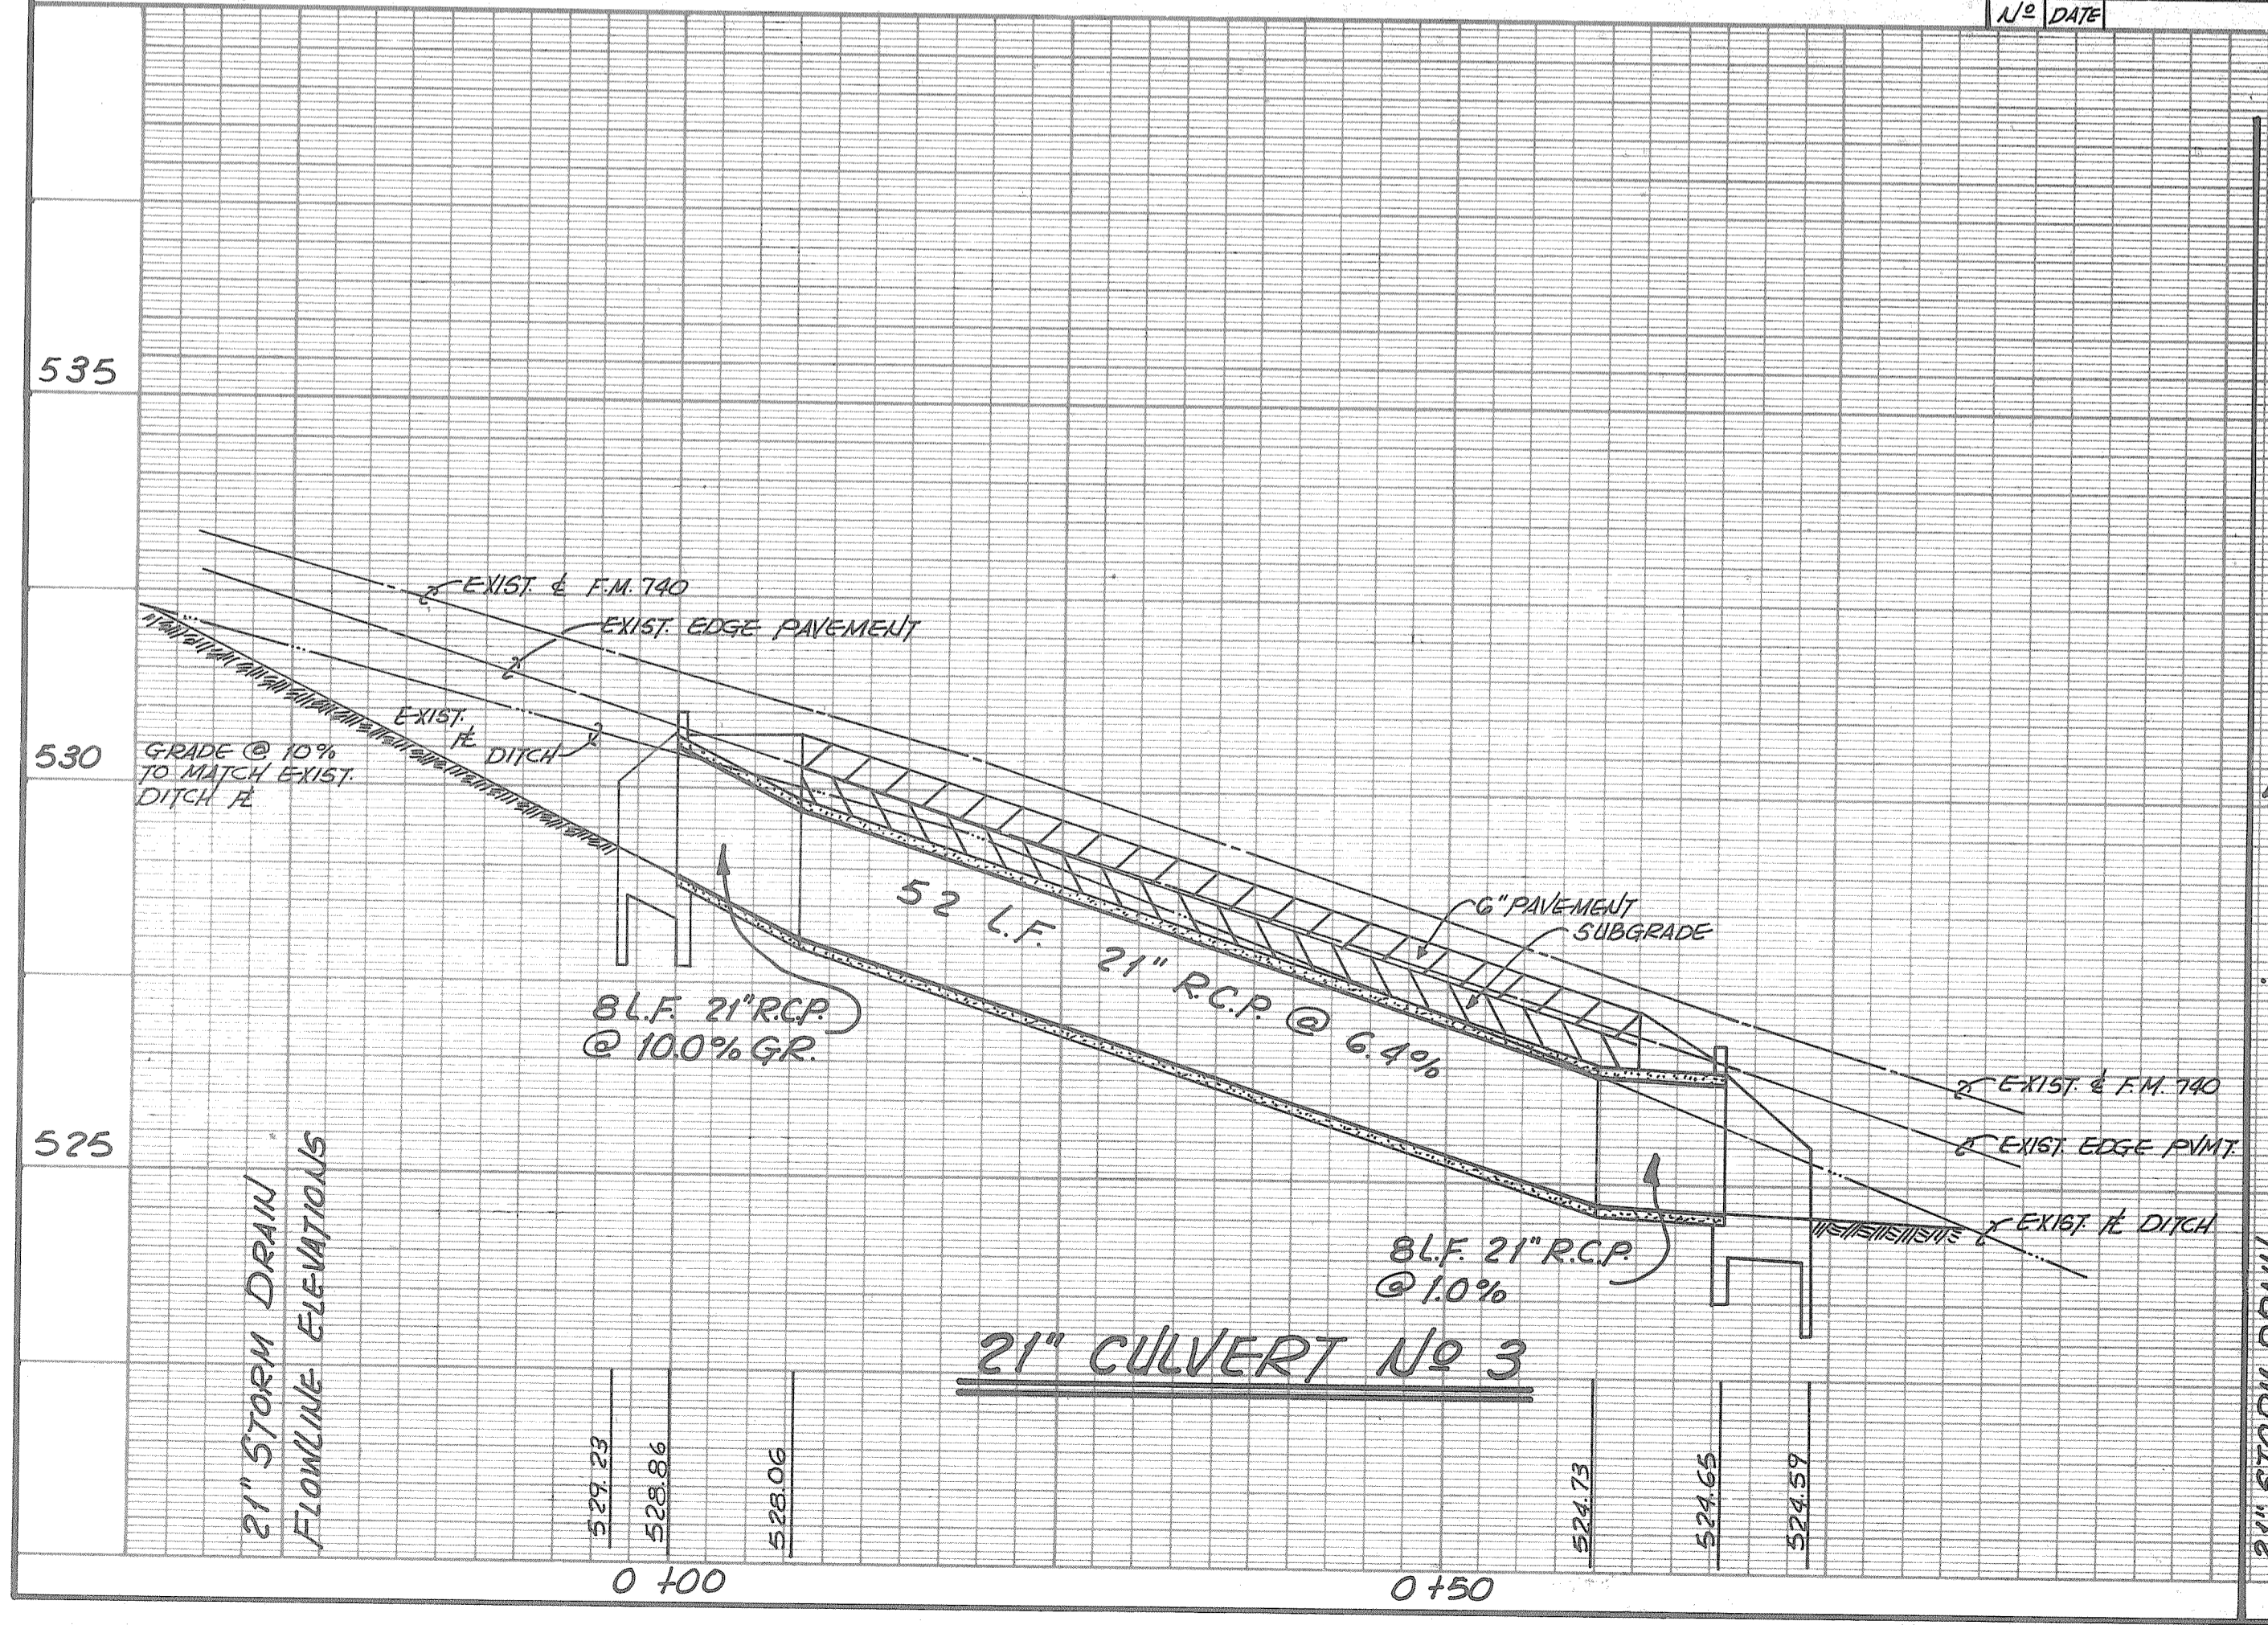 Nº DATE
535
EXIST. ℄ F.M. 740
EXIST. EDGE PAVEMENT
EXIST.
℄ DITCH
530
GRADE @ 10%
TO MATCH EXIST.
DITCH
52 L.F. 21" R.C.P. @ 6.4%
6" PAVEMENT
SUBGRADE
8 L.F. 21" R.C.P.
@ 10.0% GR.
EXIST. ℄ F.M. 740
525
EXIST. EDGE PVMT.
EXIST. DITCH
8 L.F. 21" R.C.P.
@ 1.0%
21" CULVERT Nº 3
21" STORM DRAIN
FLOWLINE ELEVATIONS
529.23
528.86
528.06
524.73
524.65
524.59
21" STORM DRAIN
0+00
0+50